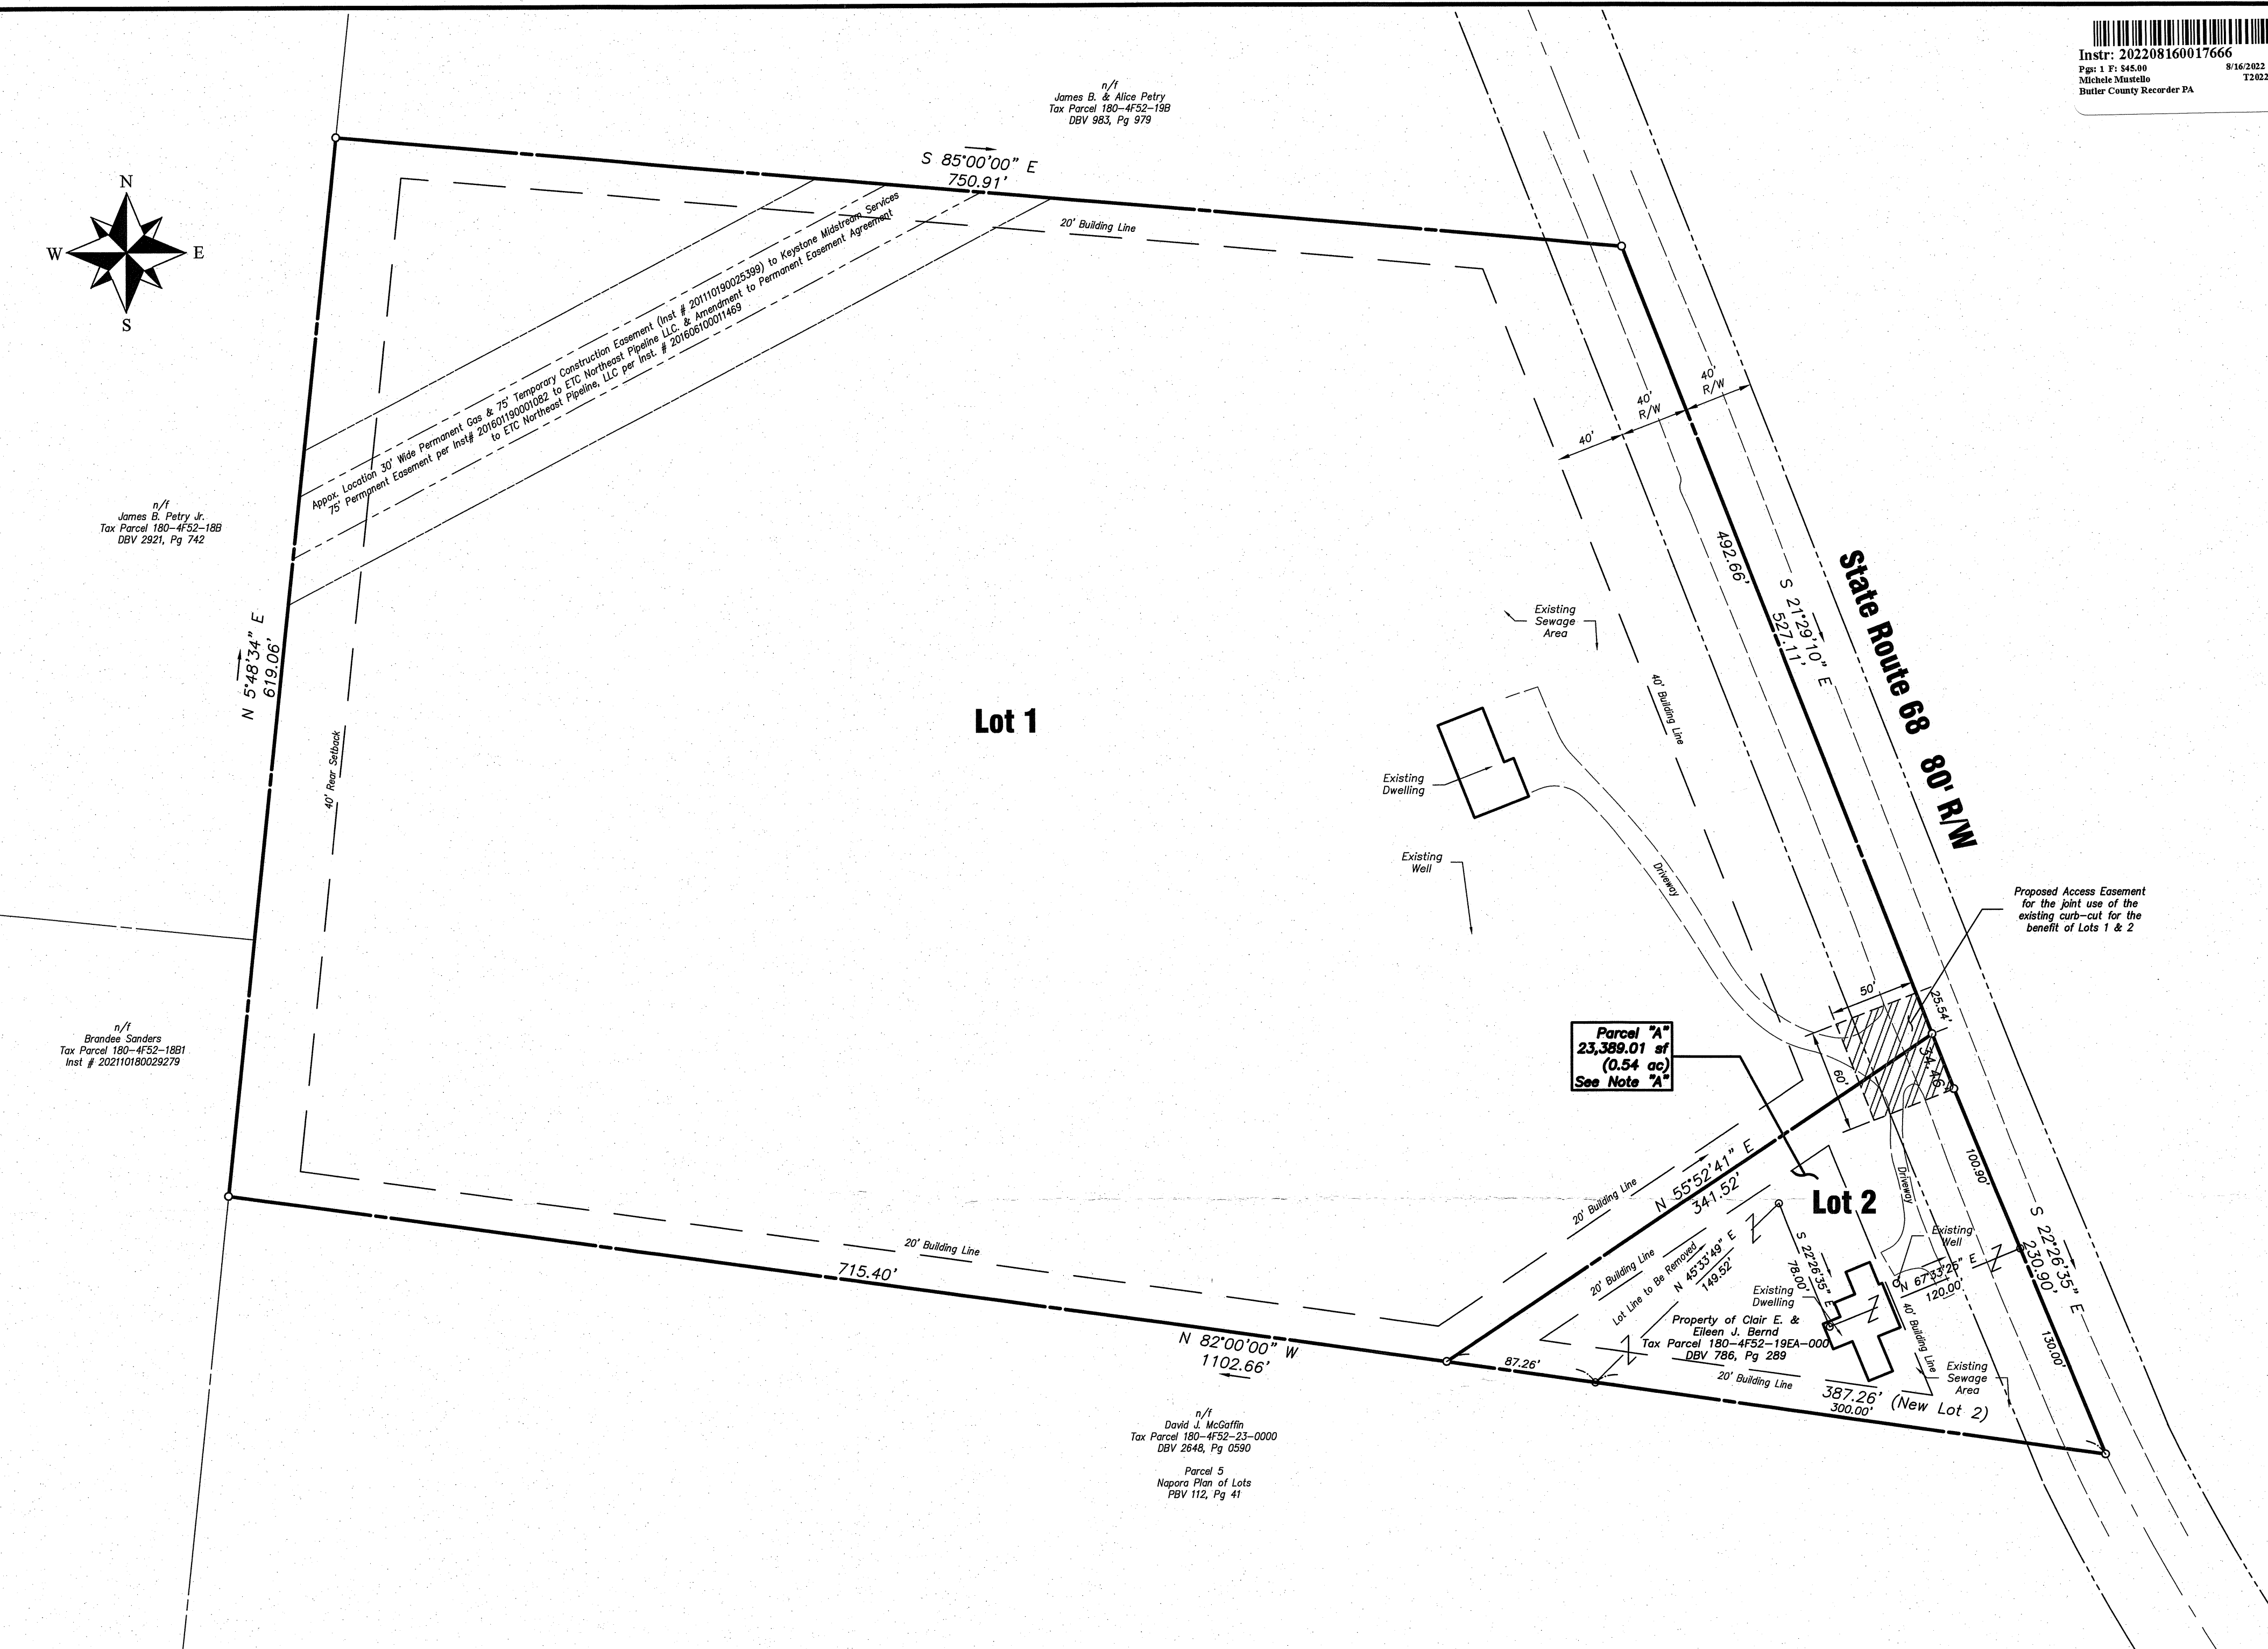 Instr: 202208160017666
Pgs: 1 F: $45.00 8/16/2022
Michele Mustello T2022
Butler County Recorder PA
n/f
James B. & Alice Petry
Tax Parcel 180-4F52-19B
DBV 983, Pg 979
N
W E
S
S 85°00'00" E
750.91'
20' Building Line
Appox. Location 30' Wide Permanent Gas & 75' Temporary Construction Easement (Inst # 201110190025399) to Keystone Midstream Services
75' Permanent Easement per Inst# 201601190001082 to ETC Northeast Pipeline LLC. & Amendment to Permanent Easement Agreement
to ETC Northeast Pipeline, LLC per Inst. # 201606100011469
40'
R/W
40'
R/W
40'
n/f
James B. Petry Jr.
Tax Parcel 180-4F52-18B
DBV 2921, Pg 742
N 5°48'34" E
619.06'
40' Rear Setback
Lot 1
492.66'
S 21°29'10" E
527.11'
State Route 68 80' R/W
Existing
Sewage
Area
40' Building Line
Existing
Dwelling
Existing
Well
Driveway
Proposed Access Easement
for the joint use of the
existing curb-cut for the
benefit of Lots 1 & 2
50'
25.54'
34.46'
60'
n/f
Brandee Sanders
Tax Parcel 180-4F52-18B1
Inst # 202110180029279
Parcel "A"
23,389.01 sf
(0.54 ac)
See Note "A"
N 55°52'41" E
341.52'
20' Building Line
20' Building Line
Lot Line to Be Removed
N 45°33'49" E
149.52'
Lot 2
Driveway
100.90'
S 22°26'35" E
230.90'
S 22°26'35" E
78.00'
Existing
Well
N 67°33'25" E
120.00'
Existing
Dwelling
Property of Clair E. &
Eileen J. Bernd
Tax Parcel 180-4F52-19EA-000
DBV 786, Pg 289
40' Building Line
130.00'
Existing
Sewage
Area
20' Building Line
715.40'
87.26'
20' Building Line
387.26' (New Lot 2)
300.00'
N 82°00'00" W
1102.66'
n/f
David J. McGaffin
Tax Parcel 180-4F52-23-0000
DBV 2648, Pg 0590
Parcel 5
Napora Plan of Lots
PBV 112, Pg 41